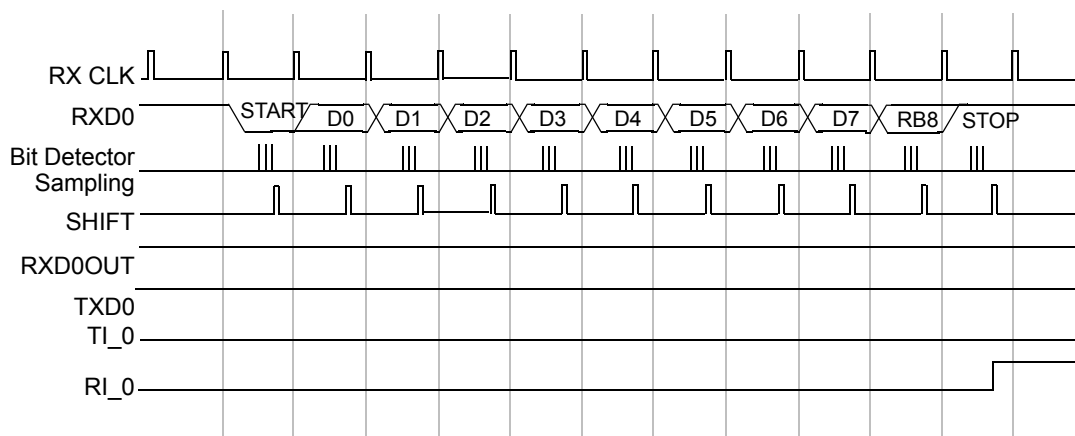 RX CLK
RXD0 START D0 D1 D2 D3 D4 D5 D6 D7 RB8 STOP
Bit Detector
Sampling
SHIFT
RXD0OUT
TXD0
TI_0
RI_0